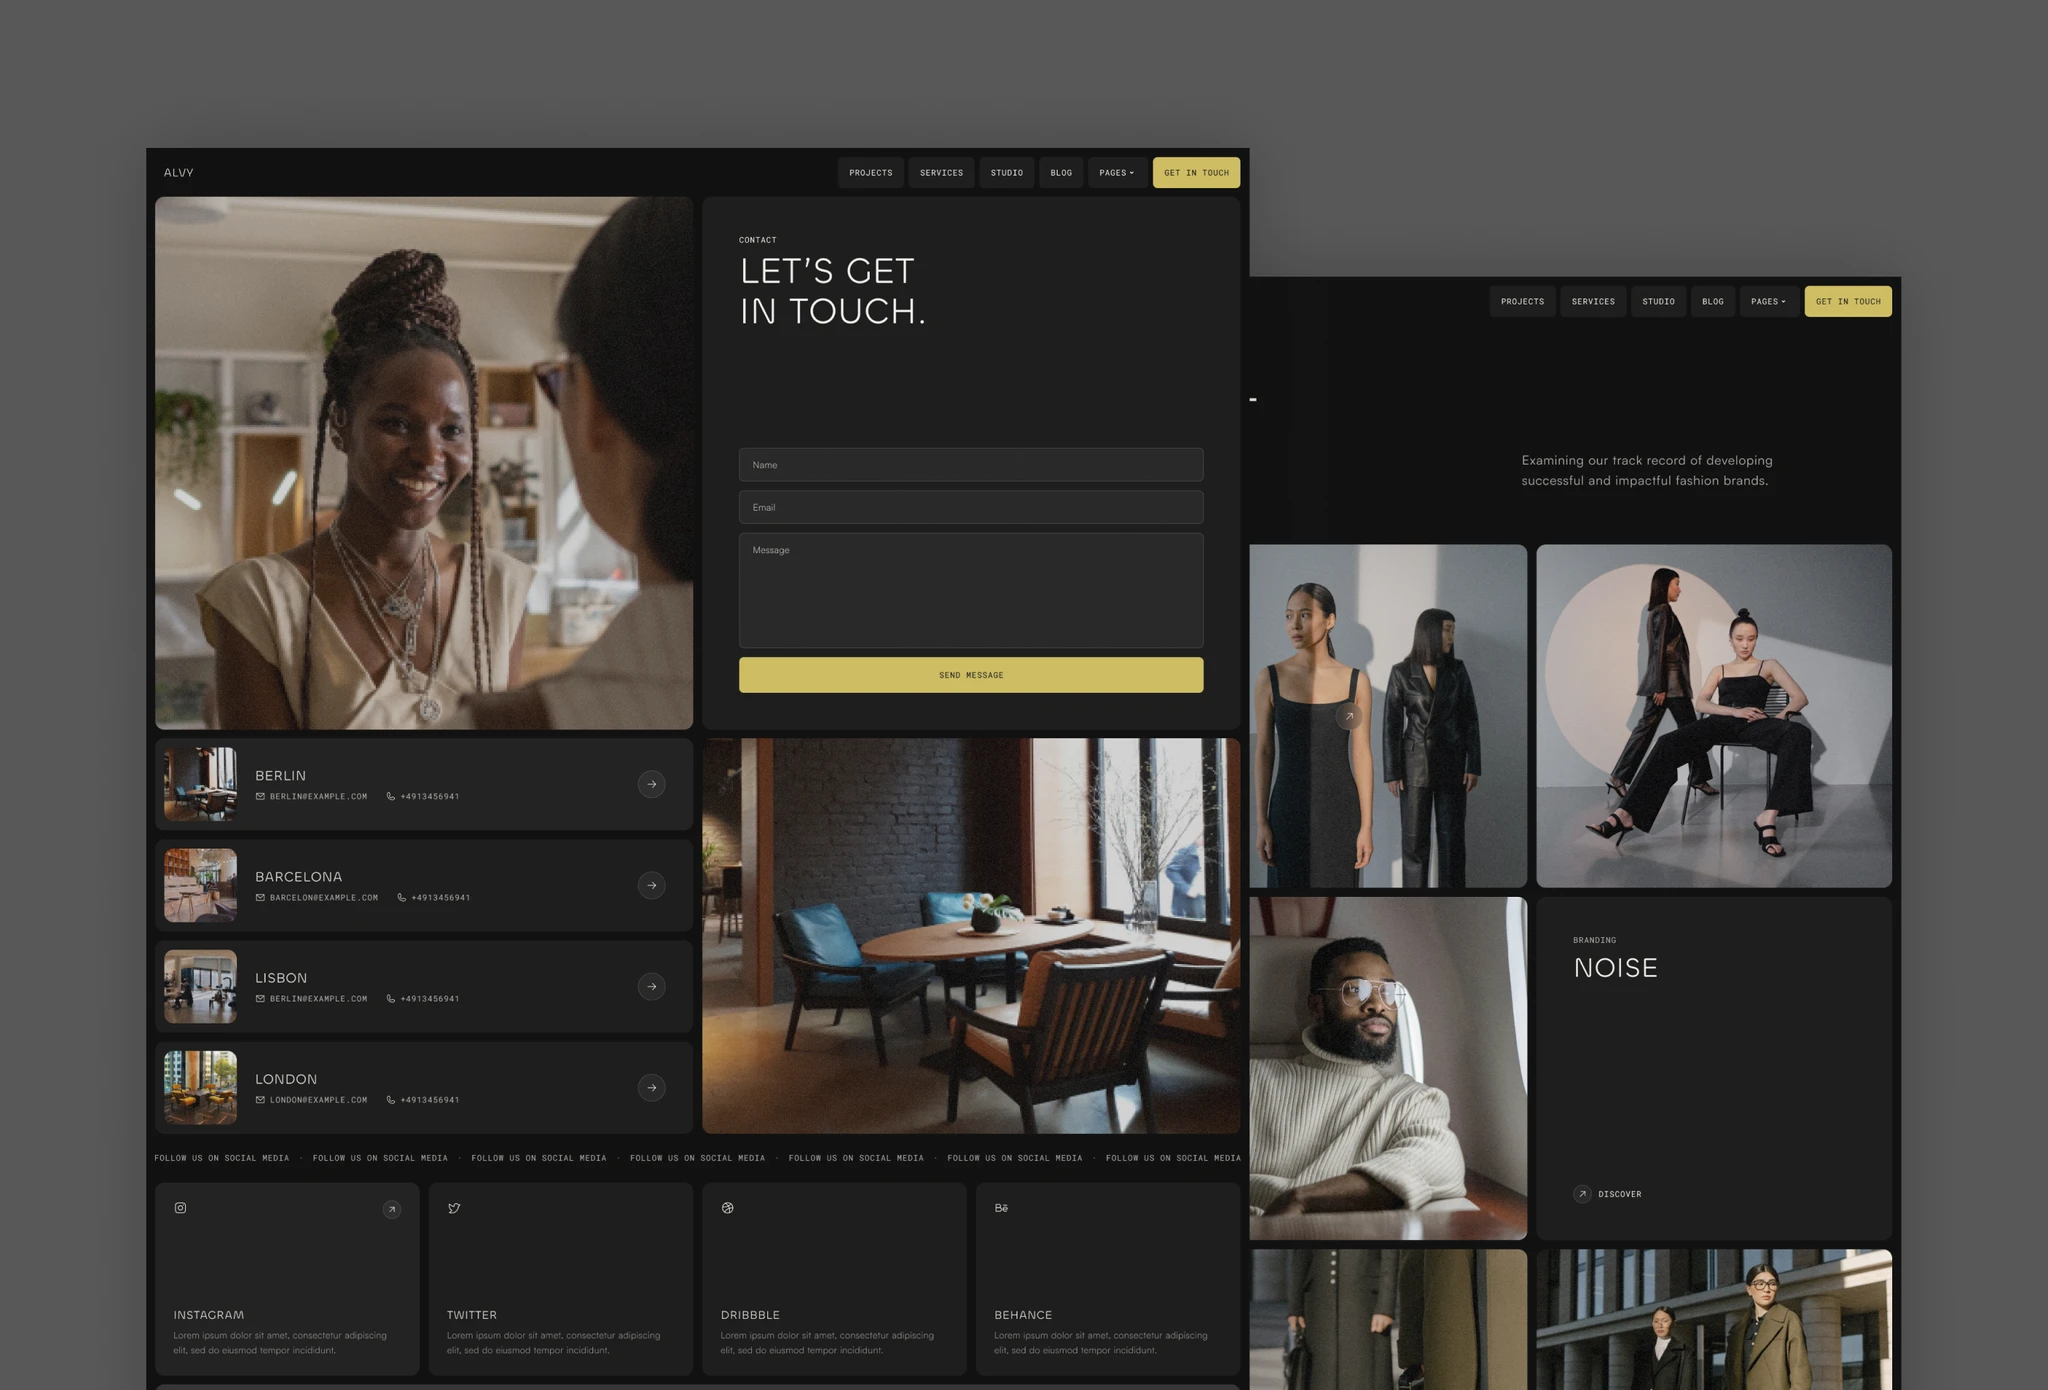 ALVY
PROJECTS
SERVICES
STUDIO
BLOG
PAGES
GET IN TOUCH
CONTACT
LET'S GET
IN TOUCH.
Name
Email
Message
SEND MESSAGE
BERLIN
BERLIN@EXAMPLE.COM
+4913456941
BARCELONA
BARCELON@EXAMPLE.COM
+4913456941
LISBON
BERLIN@EXAMPLE.COM
+4913456941
LONDON
LONDON@EXAMPLE.COM
+4913456941
FOLLOW US ON SOCIAL MEDIA · FOLLOW US ON SOCIAL MEDIA · FOLLOW US ON SOCIAL MEDIA · FOLLOW US ON SOCIAL MEDIA · FOLLOW US ON SOCIAL MEDIA · FOLLOW US ON SOCIAL MEDIA · FOLLOW US ON SOCIAL MEDIA
Bē
INSTAGRAM
Lorem ipsum dolor sit amet, consectetur adipiscing
elit, sed do eiusmod tempor incididunt.
TWITTER
Lorem ipsum dolor sit amet, consectetur adipiscing
elit, sed do eiusmod tempor incididunt.
DRIBBBLE
Lorem ipsum dolor sit amet, consectetur adipiscing
elit, sed do eiusmod tempor incididunt.
BEHANCE
Lorem ipsum dolor sit amet, consectetur adipiscing
elit, sed do eiusmod tempor incididunt.
PROJECTS
SERVICES
STUDIO
BLOG
PAGES
GET IN TOUCH
Examining our track record of developing
successful and impactful fashion brands.
BRANDING
NOISE
DISCOVER